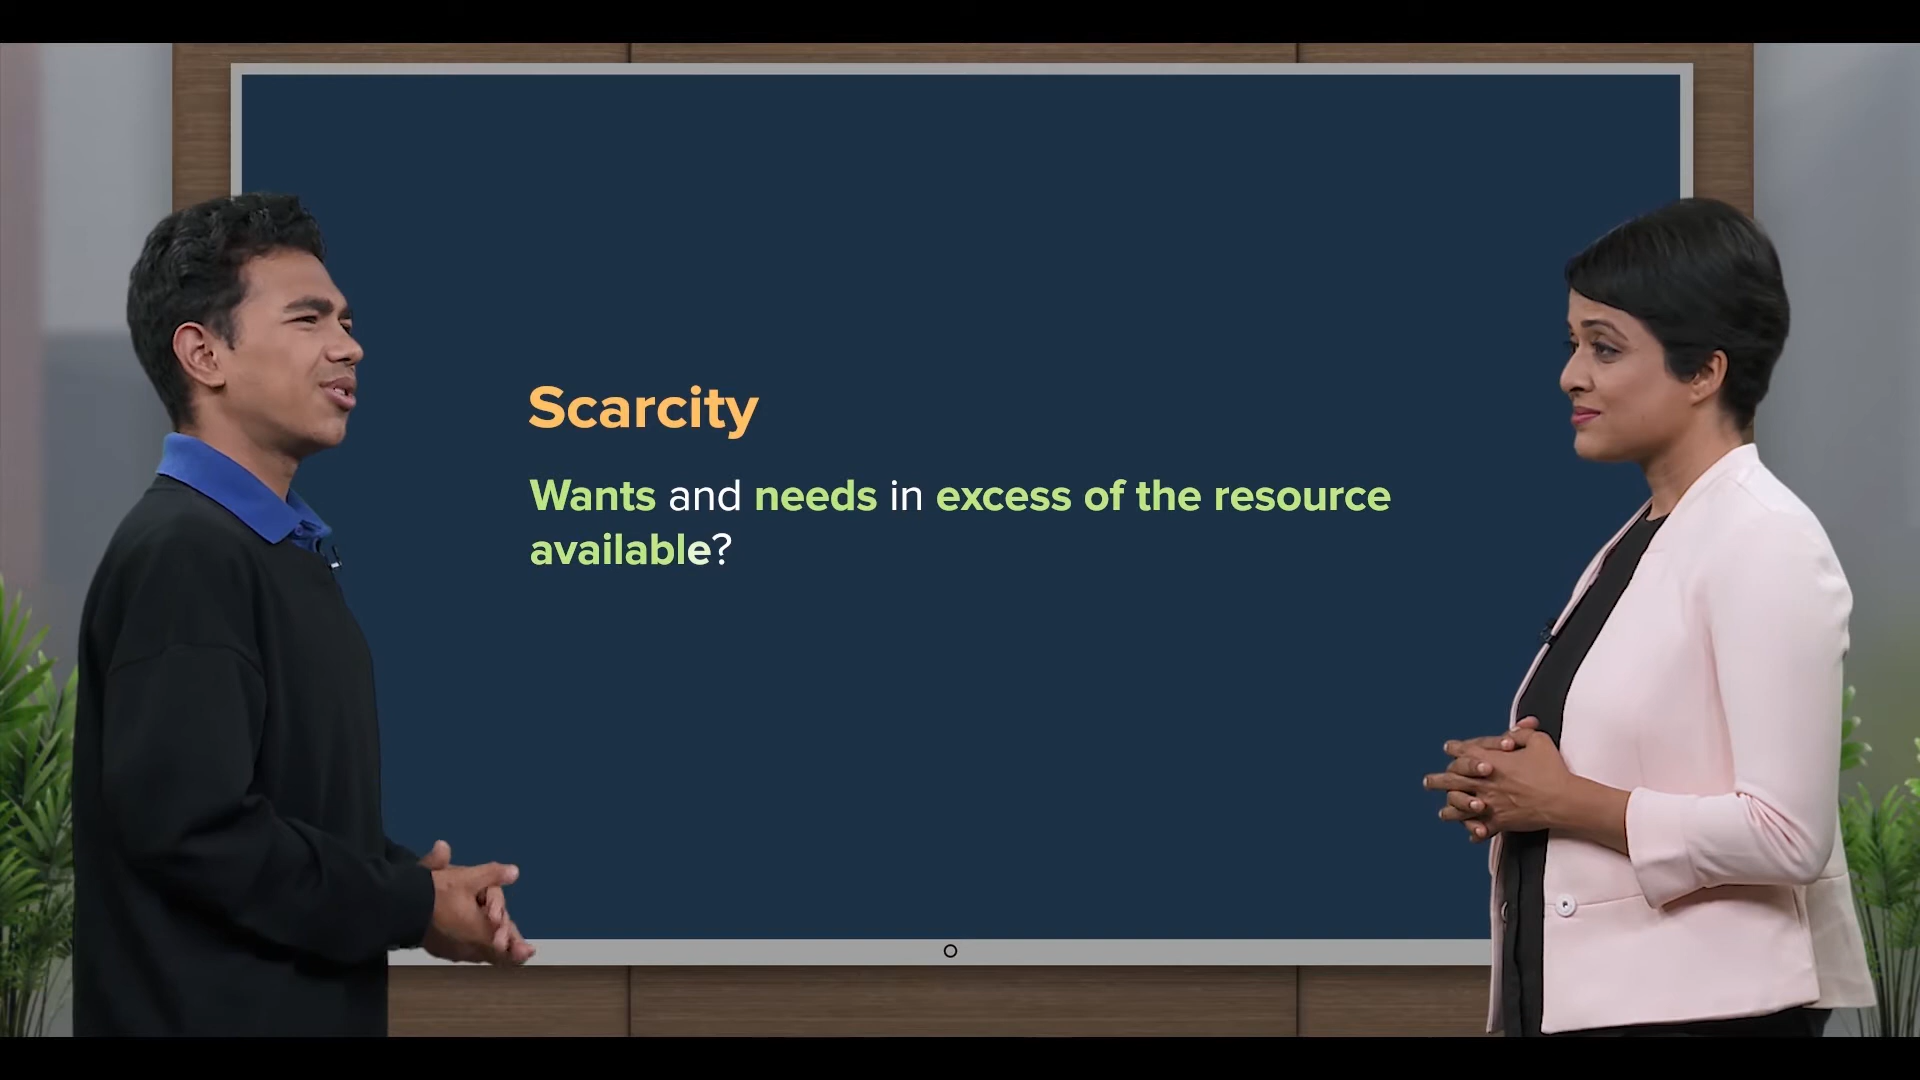 Scarcity
Wants and needs in excess of the resource
available?